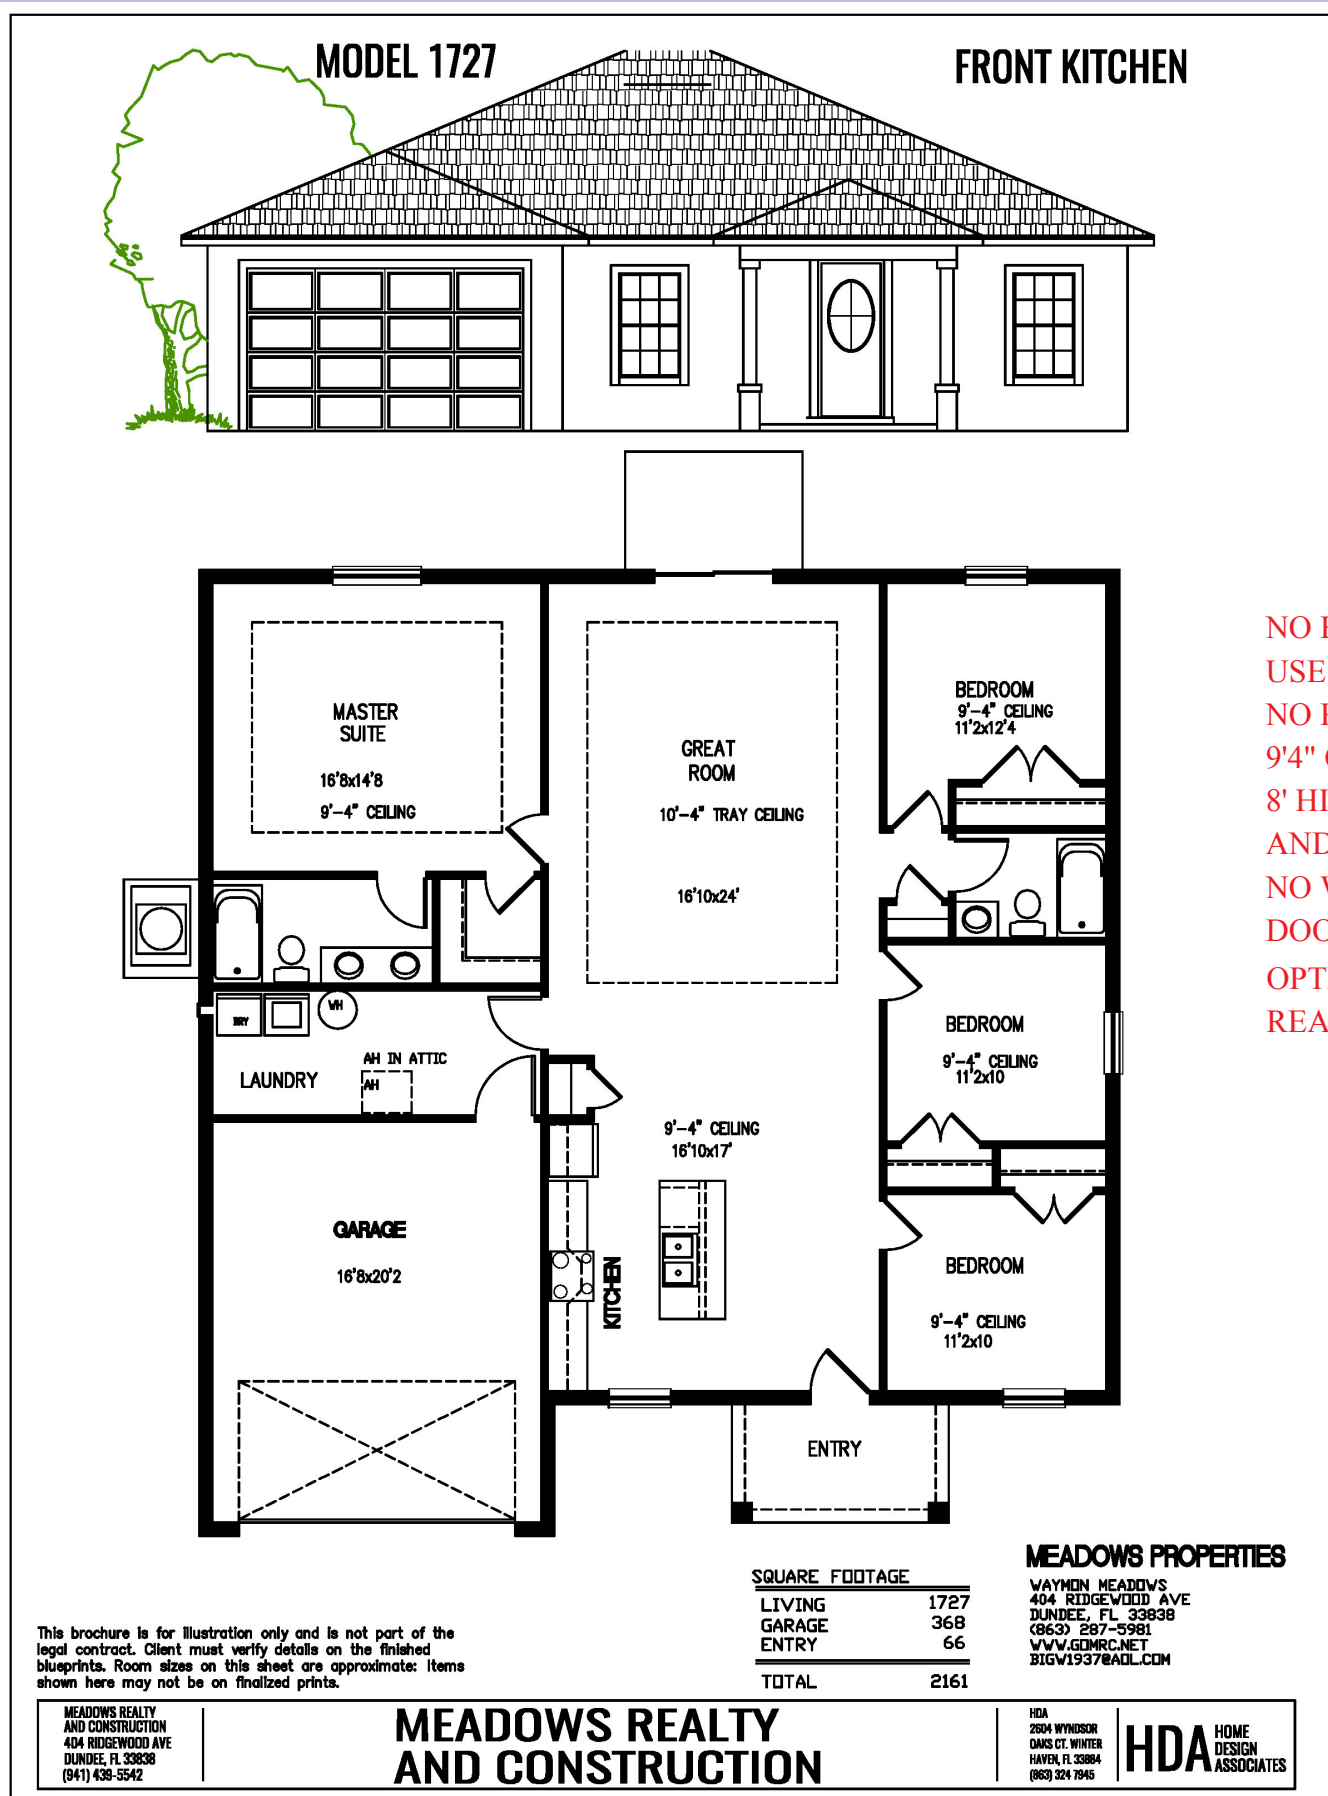 MODEL 1727
FRONT KITCHEN
MASTER
SUITE
16'8x14'8
9'-4" CEILING
GREAT
ROOM
10'-4" TRAY CEILING
16'10x24'
BEDROOM
9'-4" CEILING
11'2x12'4
NO
USE
NO
9'4"
8' HI
AND
NO
DOO
OPT
REA
DRY
WH
AH IN ATTIC
AH
LAUNDRY
BEDROOM
9'-4" CEILING
11'2x10
9'-4" CEILING
16'10x17'
GARAGE
16'8x20'2
KITCHEN
BEDROOM
9'-4" CEILING
11'2x10
ENTRY
SQUARE FOOTAGE
LIVING 1727
GARAGE 368
ENTRY 66
TOTAL 2161
MEADOWS PROPERTIES
WAYMON MEADOWS
404 RIDGEWOOD AVE
DUNDEE, FL 33838
(863) 287-5981
WWW.GOMRC.NET
BIGW1937@AOL.COM
This brochure is for illustration only and is not part of the
legal contract. Client must verify details on the finished
blueprints. Room sizes on this sheet are approximate: Items
shown here may not be on finalized prints.
MEADOWS REALTY
AND CONSTRUCTION
404 RIDGEWOOD AVE
DUNDEE, FL 33838
(941) 439-5542
MEADOWS REALTY
AND CONSTRUCTION
HDA
2604 WYNDSOR
OAKS CT. WINTER
HAVEN, FL 33884
(863) 324 7945
HDA
HOME
DESIGN
ASSOCIATES